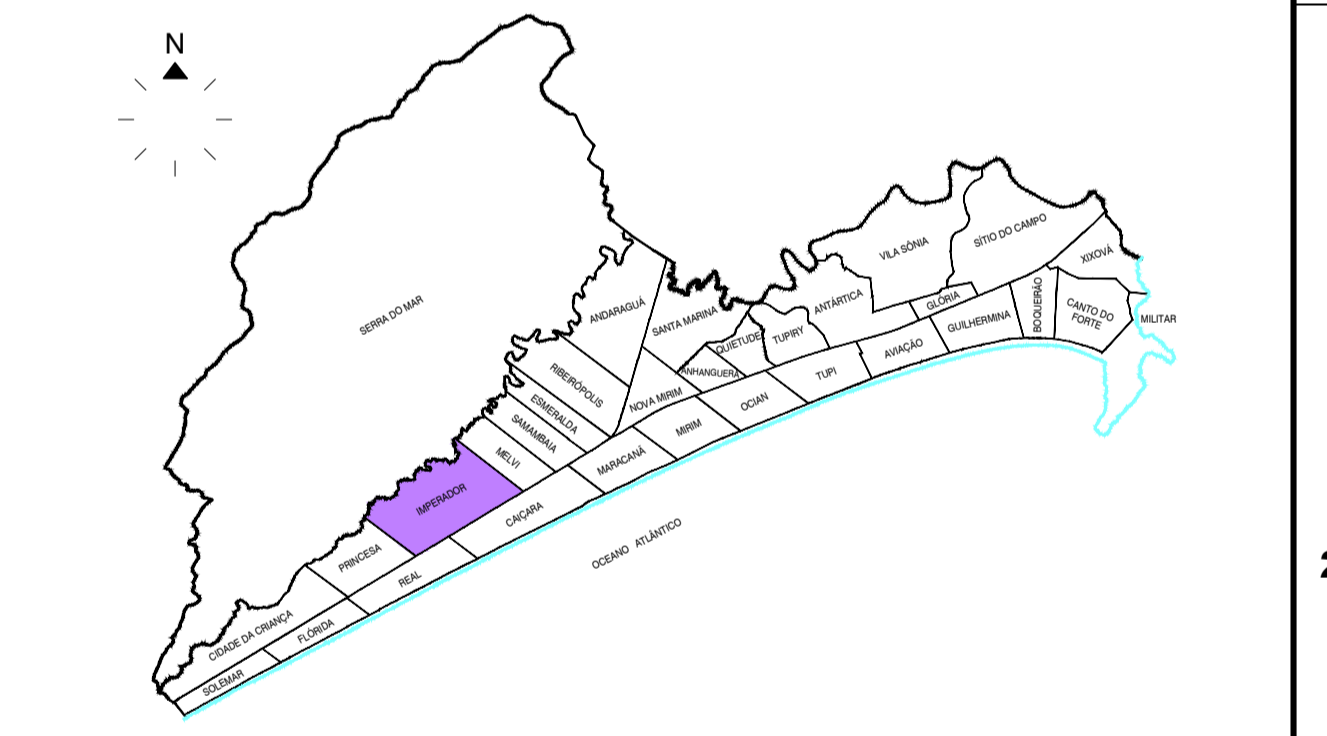 N
SERRA DO MAR
ANDARAGUÁ
SANTA MARINA
ANTÁRTICA
VILA SÔNIA
SÍTIO DO CAMPO
XIXOVÁ
GLÓRIA
GUILHERMINA
BOQUEIRÃO
CANTO DO
FORTE
MILITAR
QUIETUDE
TUPIRY
ANHANGUERA
AVIAÇÃO
TUPI
OCIAN
RIBEIRÓPOLIS
NOVA MIRIM
MIRIM
ESMERALDA
SAMAMBAIA
MARACANÃ
MELVI
IMPERADOR
CAIÇARA
OCEANO ATLÂNTICO
PRINCESA
REAL
CIDADE DA CRIANÇA
FLÓRIDA
SOLEMAR